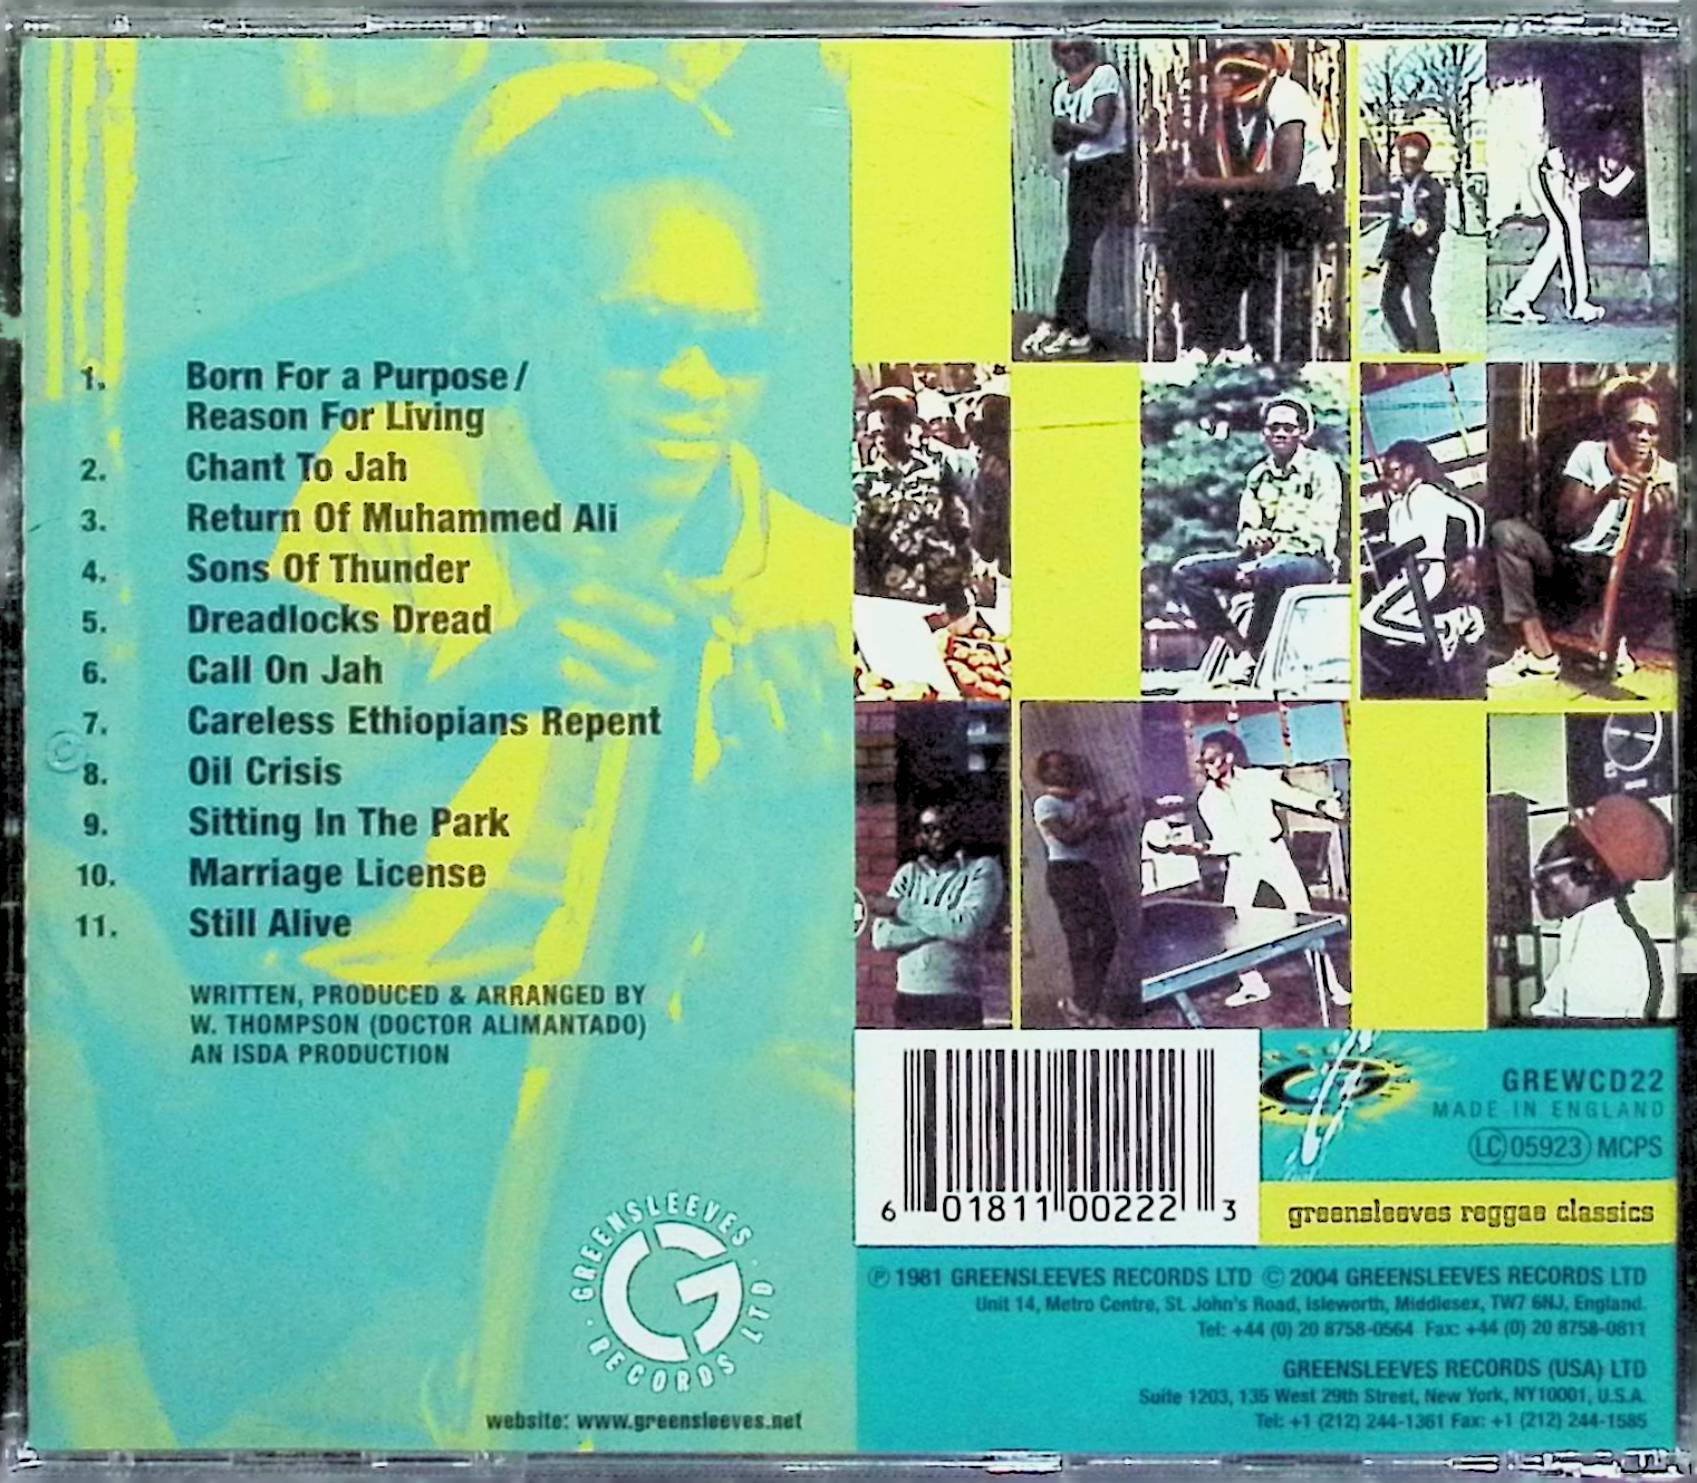 1. Born For a Purpose/
Reason For Living
2. Chant To Jah
3. Return Of Muhammed Ali
4. Sons Of Thunder
5. Dreadlocks Dread
6. Call On Jah
7. Careless Ethiopians Repent
8. Oil Crisis
9. Sitting In The Park
10. Marriage License
11. Still Alive
WRITTEN, PRODUCED & ARRANGED BY
W. THOMPSON (DOCTOR ALIMANTADO)
AN ISDA PRODUCTION
GREENSLEEVES · RECORDS LTD ·
G
website: www.greensleeves.net
6 01811 00222 3
GREWCD22
MADE IN ENGLAND
LC 05923 MCPS
greensleeves reggae classics
℗ 1981 GREENSLEEVES RECORDS LTD © 2004 GREENSLEEVES RECORDS LTD
Unit 14, Metro Centre, St. John's Road, Isleworth, Middlesex, TW7 6NJ, England.
Tel: +44 (0) 20 8758-0564 Fax: +44 (0) 20 8758-0811
GREENSLEEVES RECORDS (USA) LTD
Suite 1203, 135 West 29th Street, New York, NY10001, U.S.A.
Tel: +1 (212) 244-1361 Fax: +1 (212) 244-1585